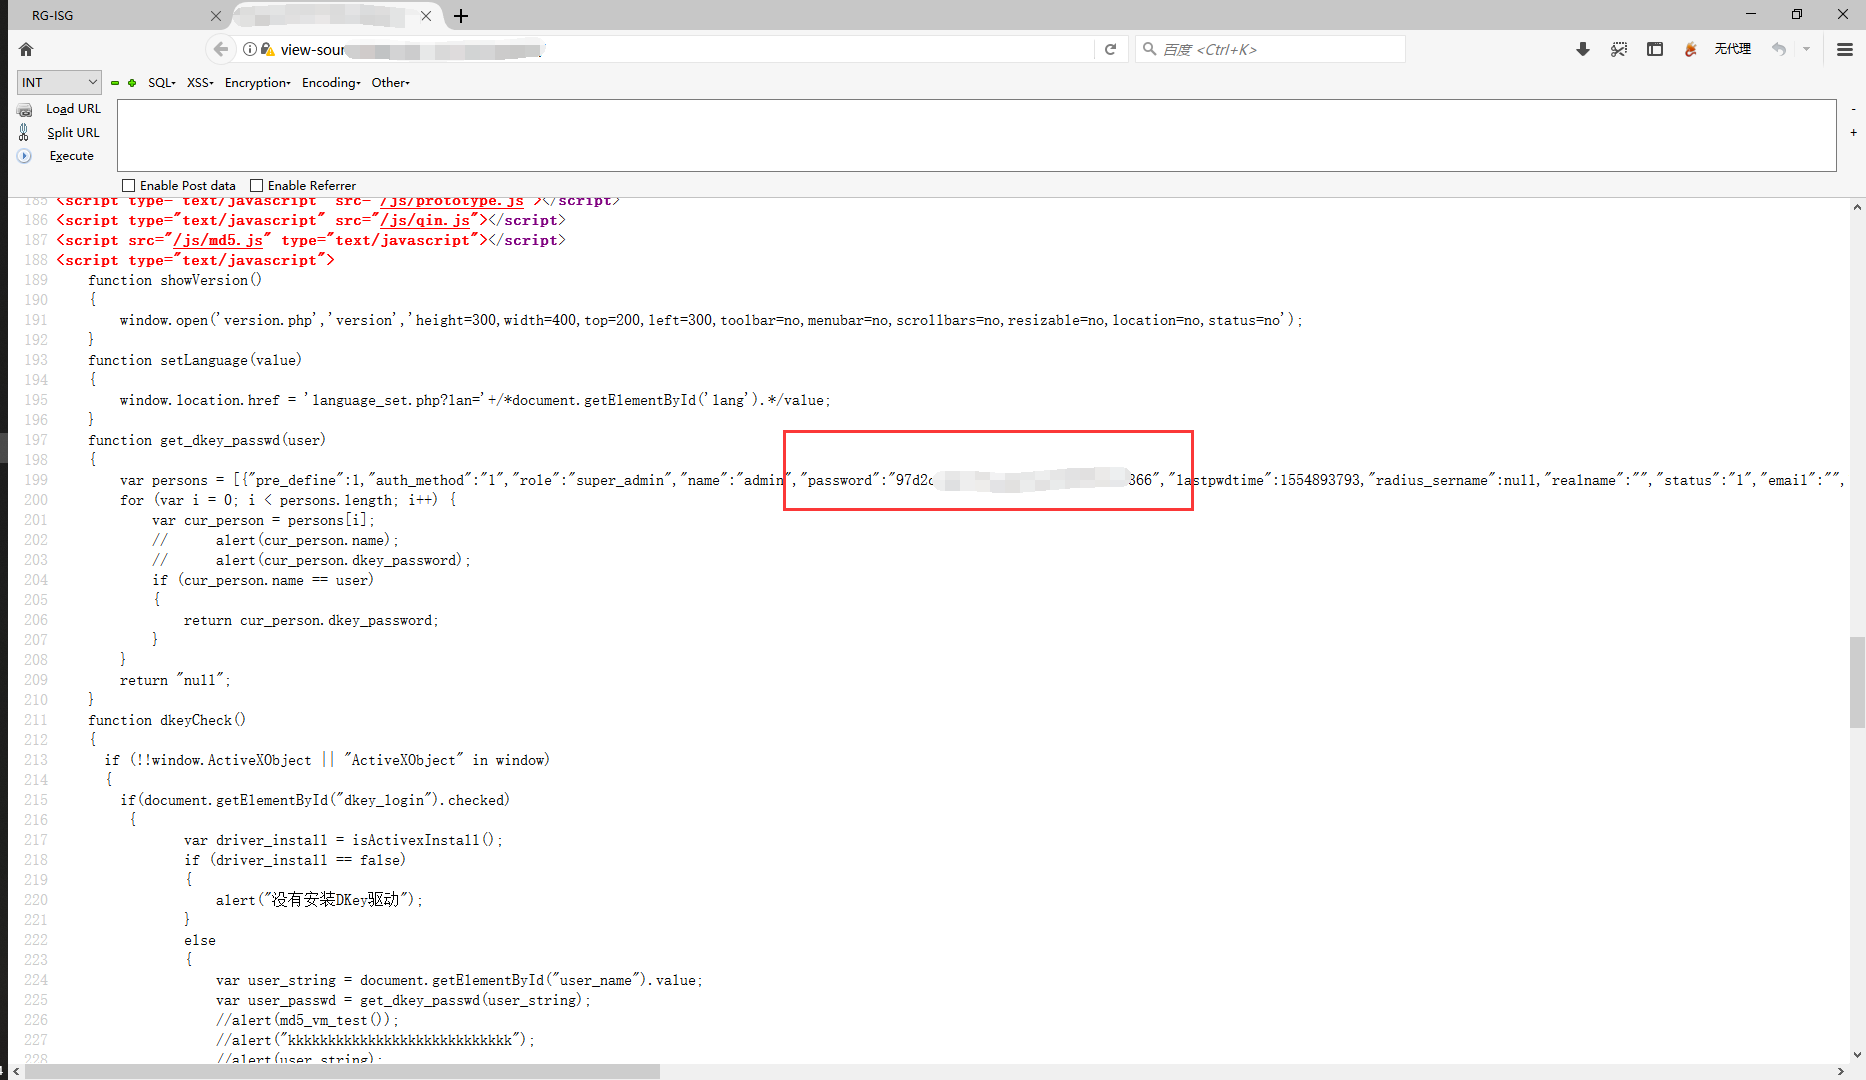 RG-ISG
view-sour
百度 <Ctrl+K>
无代理
INT
SQL
XSS
Encryption
Encoding
Other
Load URL
Split URL
Execute
-
+
Enable Post data
Enable Referrer
185 <script type="text/javascript" src="/js/prototype.js"></script>
186 <script type="text/javascript" src="/js/qin.js"></script>
187 <script src="/js/md5.js" type="text/javascript"></script>
188 <script type="text/javascript">
189 function showVersion()
190 {
191 window.open('version.php','version','height=300,width=400,top=200,left=300,toolbar=no,menubar=no,scrollbars=no,resizable=no,location=no,status=no');
192 }
193 function setLanguage(value)
194 {
195 window.location.href = 'language_set.php?lan='+/*document.getElementById('lang').*/value;
196 }
197 function get_dkey_passwd(user)
198 {
199 var persons = [{"pre_define":1,"auth_method":"1","role":"super_admin","name":"admin","password":"97d2 366","lastpwdtime":1554893793,"radius_sername":null,"realname":"","status":"1","email":"",
200 for (var i = 0; i < persons.length; i++) {
201 var cur_person = persons[i];
202 // alert(cur_person.name);
203 // alert(cur_person.dkey_password);
204 if (cur_person.name == user)
205 {
206 return cur_person.dkey_password;
207 }
208 }
209 return "null";
210 }
211 function dkeyCheck()
212 {
213 if (!!window.ActiveXObject || "ActiveXObject" in window)
214 {
215 if(document.getElementById("dkey_login").checked)
216 {
217 var driver_install = isActivexInstall();
218 if (driver_install == false)
219 {
220 alert("没有安装DKey驱动");
221 }
222 else
223 {
224 var user_string = document.getElementById("user_name").value;
225 var user_passwd = get_dkey_passwd(user_string);
226 //alert(md5_vm_test());
227 //alert("kkkkkkkkkkkkkkkkkkkkkkkkkkkk");
228 //alert(user_string);